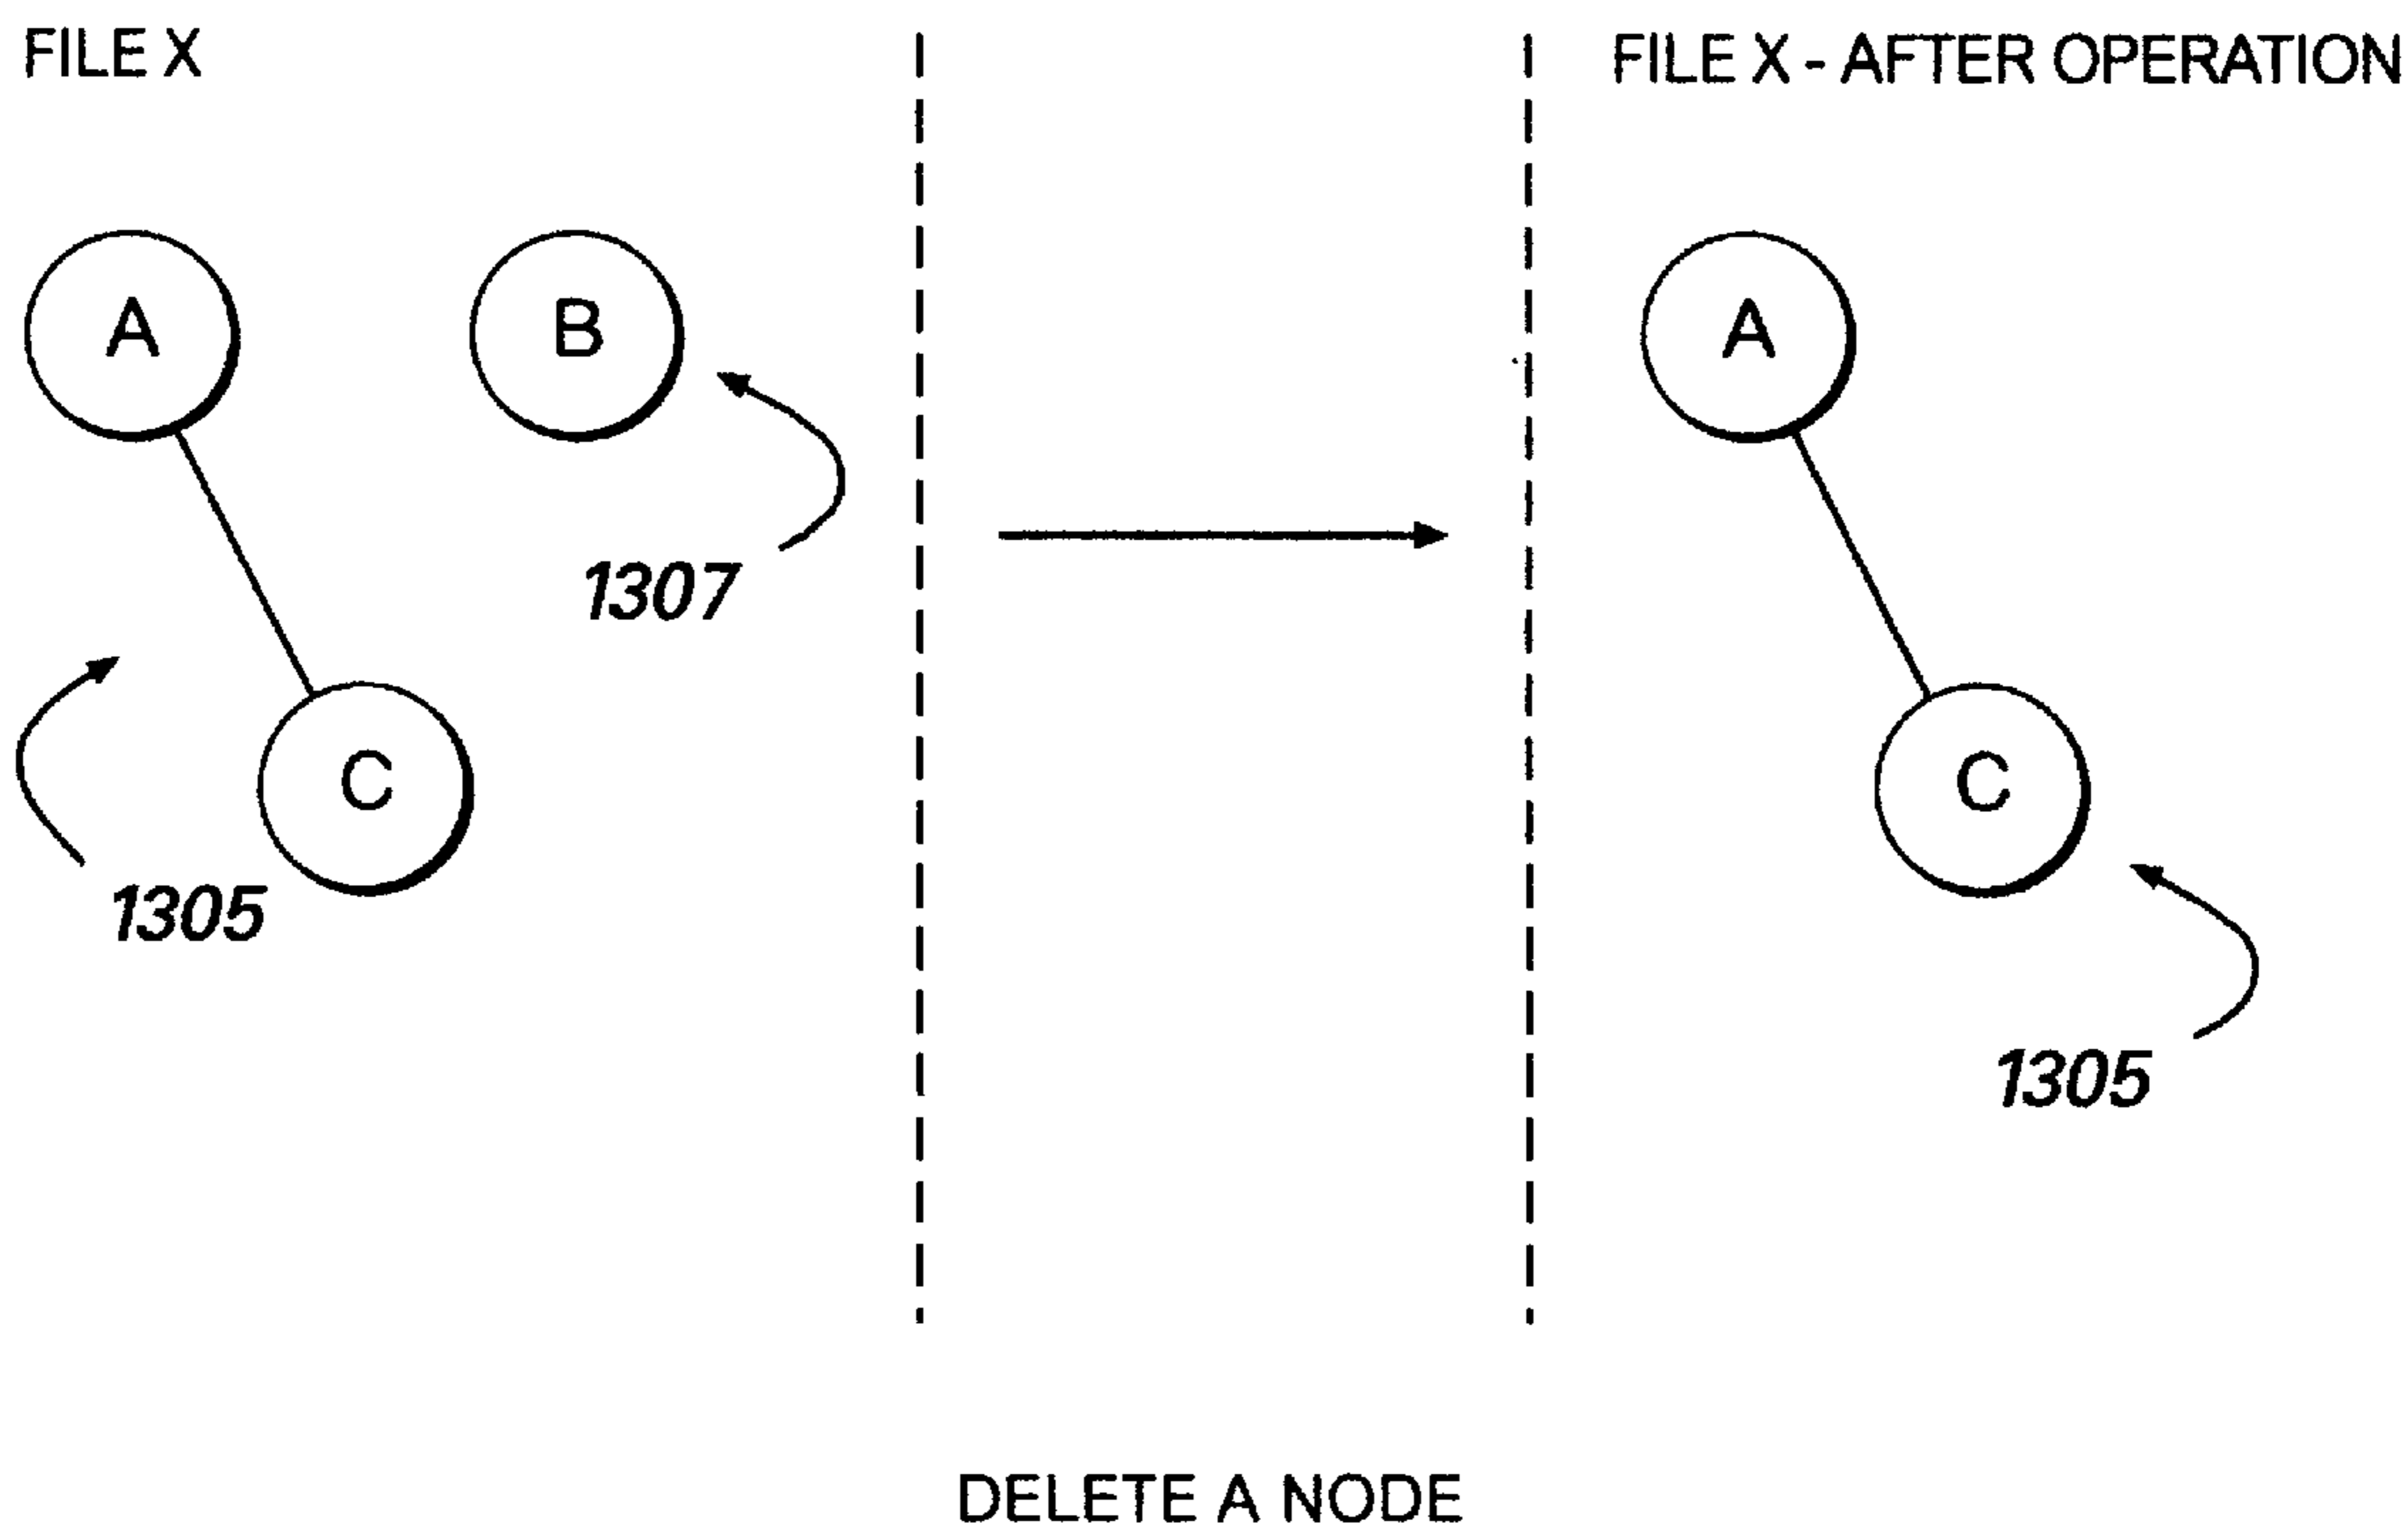 FILE X
FILE X - AFTER OPERATION
A
B
A
1307
C
C
1305
1305
DELETE A NODE